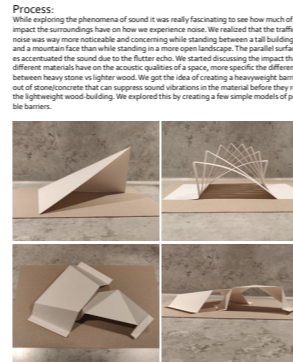 Process:
While exploring the phenomena of sound it was really fascinating to see how much of
impact the surroundings have on how we experience noise. We realized that the traffi
noise was way more noticeable and concerning while standing between a tall building
and a mountain face than while standing in a more open landscape. The parallel surfac
es accentuated the sound due to the flutter echo. We started discussing the impact tha
different materials have on the acoustic qualities of a space, more specific the differen
between heavy stone vs lighter wood. We got the idea of creating a heavyweight barri
out of stone/concrete that can suppress sound vibrations in the material before they r
the lightweight wood-building. We explored this by creating a few simple models of po
ble barriers.